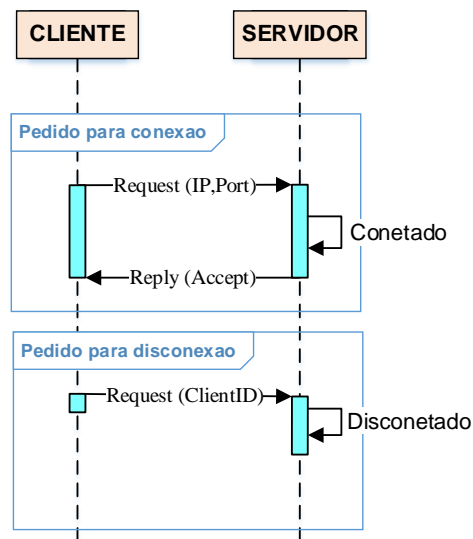 CLIENTE
SERVIDOR
Pedido para conexao
Request (IP,Port)
Conetado
Reply (Accept)
Pedido para disconexao
Request (ClientID)
Disconetado